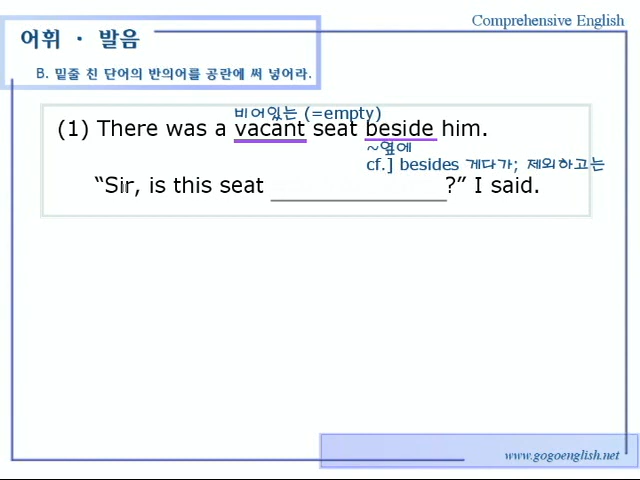 Comprehensive English
어휘 · 발음
B. 밑줄 친 단어의 반의어를 공란에 써 넣어라.
비어있는 (=empty)
(1) There was a vacant seat beside him.
~옆에
cf.] besides 게다가; 제외하고는
“Sir, is this seat ________________?” I said.
www.gogoenglish.net